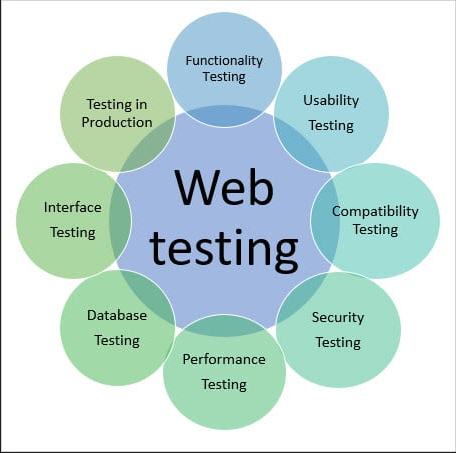 Functionality
Testing
Usability
Testing
Compatibility
Testing
Security
Testing
Performance
Testing
Database
Testing
Interface
Testing
Testing in
Production
Web
testing